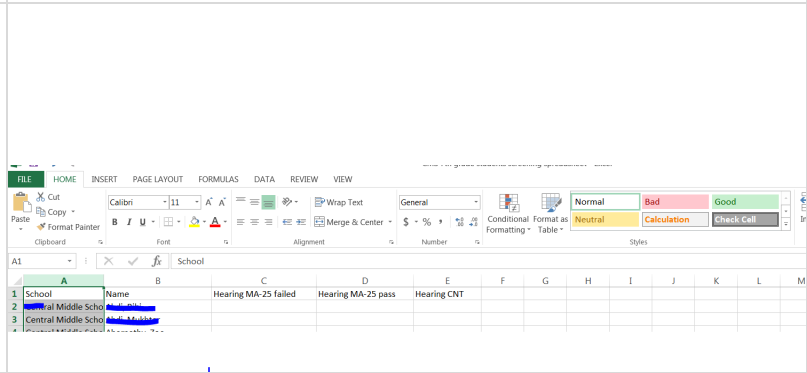 FILE HOME INSERT PAGE LAYOUT FORMULAS DATA REVIEW VIEW
Cut
Copy
Format Painter
Paste
Calibri 11 A A
B I U A
Wrap Text
Merge & Center
General
$ % ,
Conditional Formatting
Format as Table
Normal Bad Good
Neutral Calculation Check Cell
Clipboard Font Alignment Number Styles
A1 fx School
A B C D E F G H I J K L M
1 School Name Hearing MA-25 failed Hearing MA-25 pass Hearing CNT
2 Middle Scho
3 Central Middle Scho
4